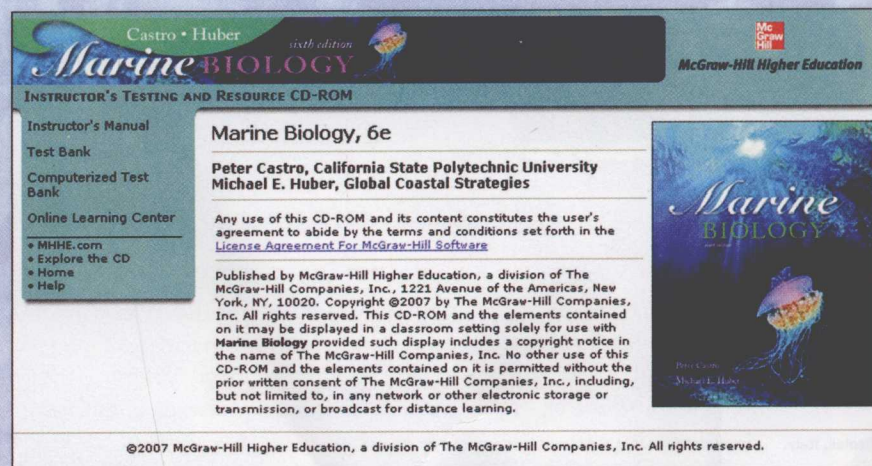 Castro • Huber
sixth edition
Marine BIOLOGY
Mc
Graw
Hill
McGraw-Hill Higher Education
INSTRUCTOR'S TESTING AND RESOURCE CD-ROM
Instructor's Manual
Test Bank
Computerized Test
Bank
Online Learning Center
• MHHE.com
• Explore the CD
• Home
• Help
Marine Biology, 6e
Peter Castro, California State Polytechnic University
Michael E. Huber, Global Coastal Strategies
Any use of this CD-ROM and its content constitutes the user's
agreement to abide by the terms and conditions set forth in the
License Agreement For McGraw-Hill Software
Published by McGraw-Hill Higher Education, a division of The
McGraw-Hill Companies, Inc., 1221 Avenue of the Americas, New
York, NY, 10020. Copyright ©2007 by The McGraw-Hill Companies,
Inc. All rights reserved. This CD-ROM and the elements contained
on it may be displayed in a classroom setting solely for use with
Marine Biology provided such display includes a copyright notice in
the name of The McGraw-Hill Companies, Inc. No other use of this
CD-ROM and the elements contained on it is permitted without the
prior written consent of The McGraw-Hill Companies, Inc., including,
but not limited to, in any network or other electronic storage or
transmission, or broadcast for distance learning.
Marine
BIOLOGY
Peter Castro
Michael E. Huber
©2007 McGraw-Hill Higher Education, a division of The McGraw-Hill Companies, Inc. All rights reserved.